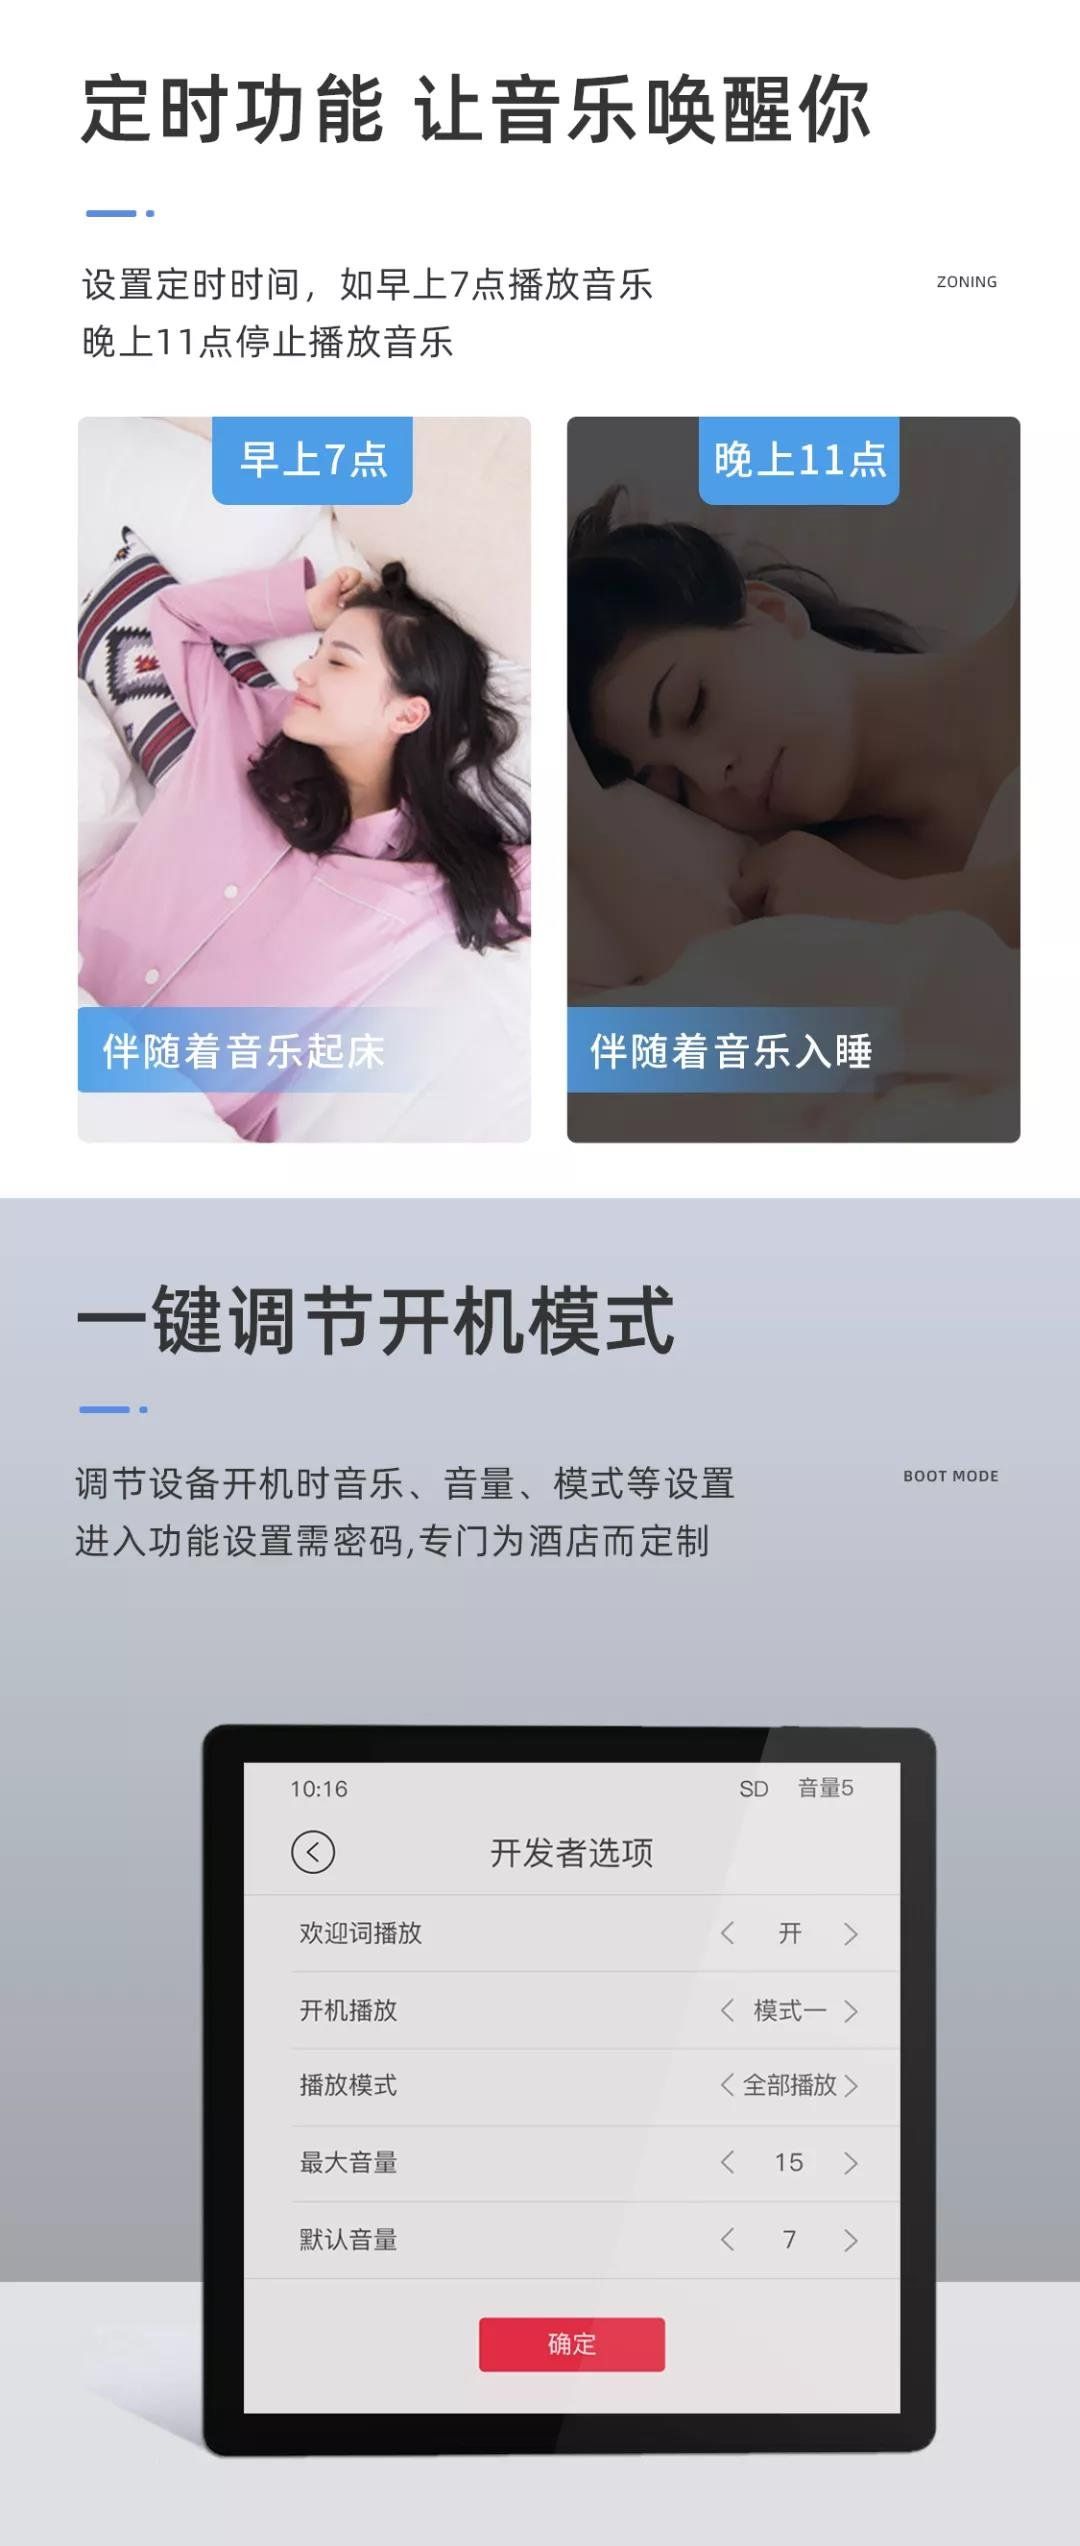 定时功能 让音乐唤醒你
设置定时时间，如早上7点播放音乐
ZONING
晚上11点停止播放音乐
早上7点
晚上11点
伴随着音乐起床
伴随着音乐入睡
一键调节开机模式
调节设备开机时音乐、音量、模式等设置
BOOT MODE
进入功能设置需密码,专门为酒店而定制
10:16
SD 音量5
开发者选项
欢迎词播放 < 开 >
开机播放 < 模式一 >
播放模式 < 全部播放 >
最大音量 < 15 >
默认音量 < 7 >
确定